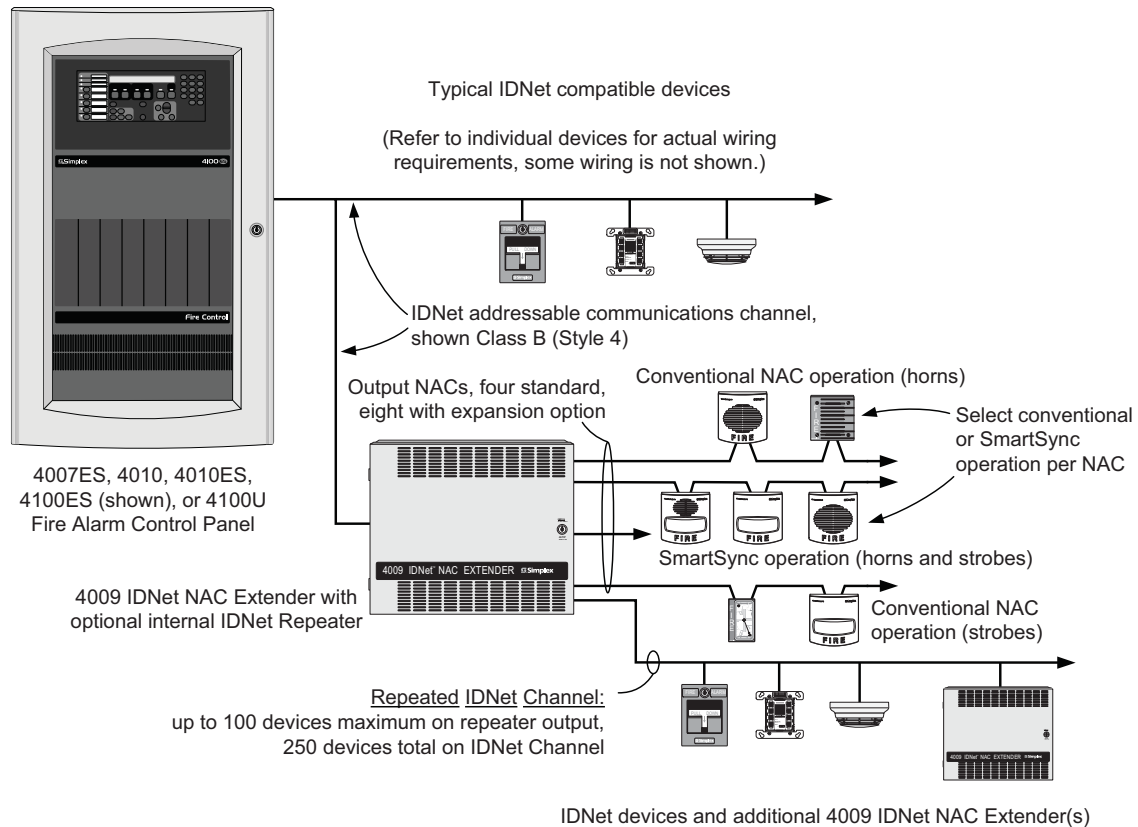 Typical IDNet compatible devices
(Refer to individual devices for actual wiring
requirements, some wiring is not shown.)
Simplex
4100
Fire Control
IDNet addressable communications channel,
shown Class B (Style 4)
Output NACs, four standard,
eight with expansion option
Conventional NAC operation (horns)
Select conventional
or SmartSync
operation per NAC
FIRE
4007ES, 4010, 4010ES,
4100ES (shown), or 4100U
Fire Alarm Control Panel
FIRE
FIRE
FIRE
SmartSync operation (horns and strobes)
4009 IDNet NAC EXTENDER
Simplex
4009 IDNet NAC Extender with
optional internal IDNet Repeater
FIRE
Conventional NAC
operation (strobes)
Repeated IDNet Channel:
up to 100 devices maximum on repeater output,
250 devices total on IDNet Channel
4009 IDNet NAC EXTENDER
IDNet devices and additional 4009 IDNet NAC Extender(s)